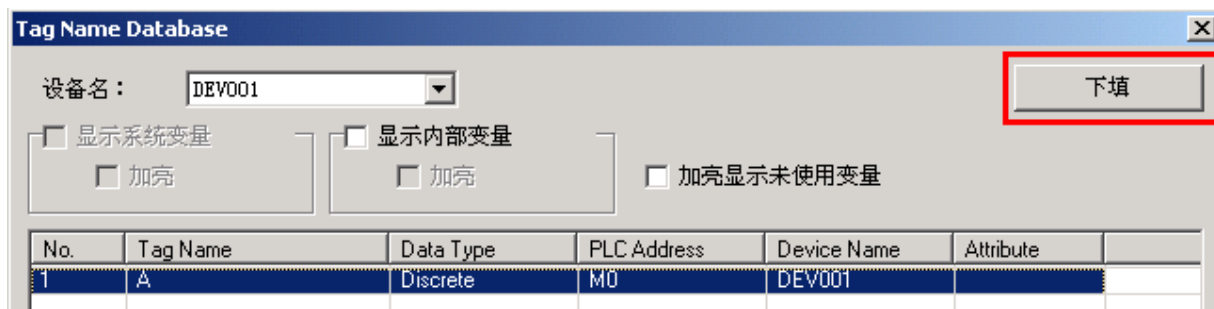 Tag Name Database
设备名： DEV001 下填
显示系统变量 显示内部变量
加亮 加亮 加亮显示未使用变量
No. Tag Name Data Type PLC Address Device Name Attribute
1 A Discrete M0 DEV001